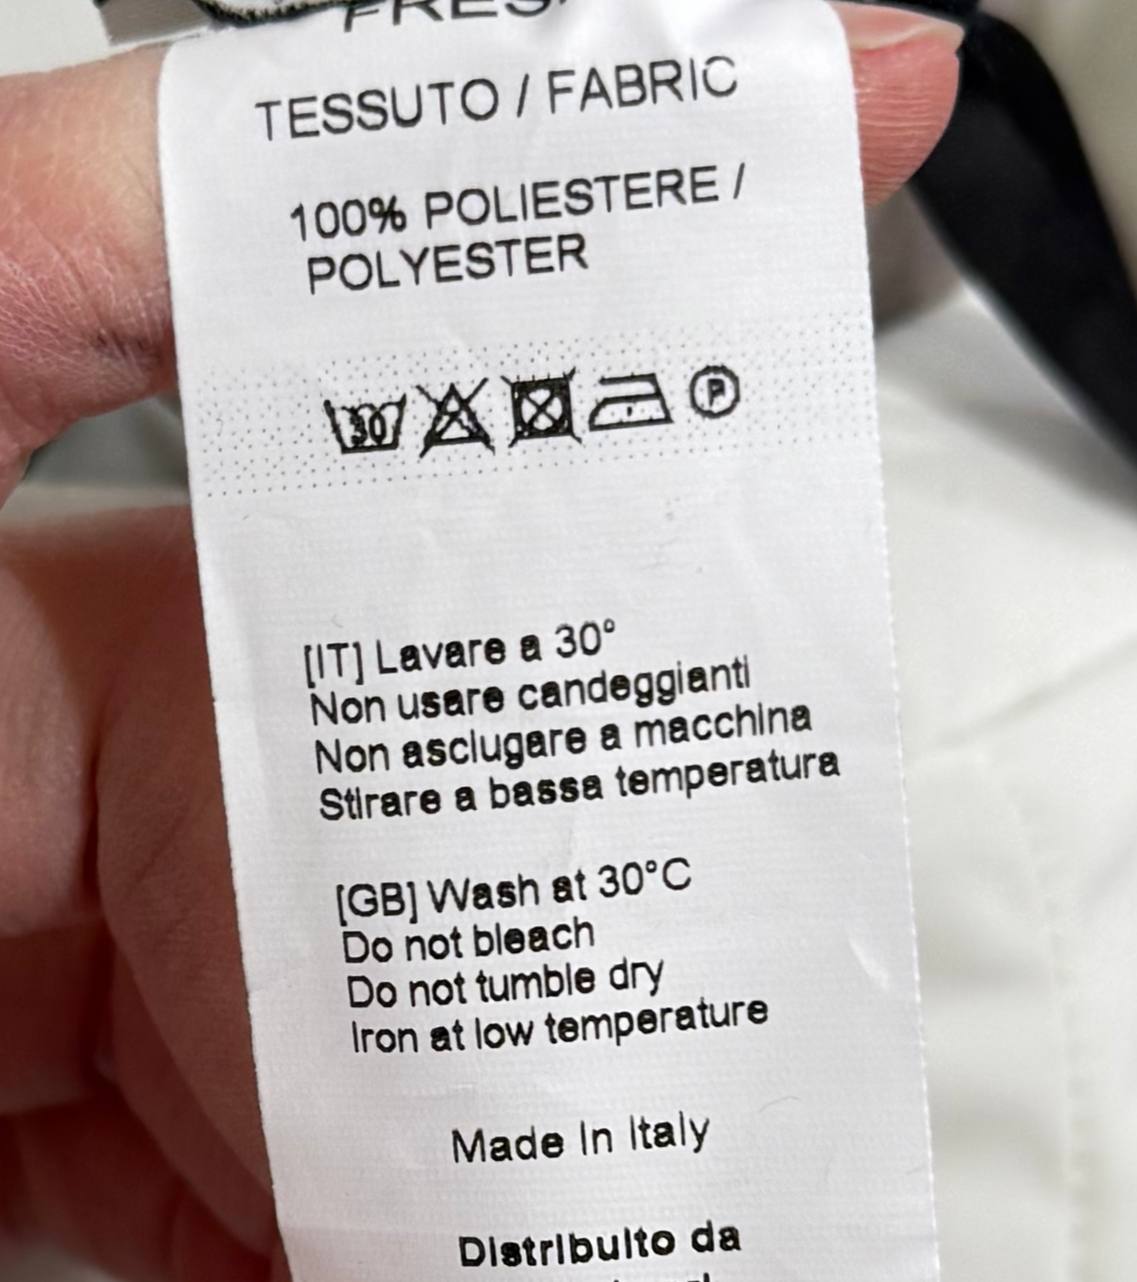 FRES
TESSUTO / FABRIC
100% POLIESTERE /
POLYESTER
30 P
[IT] Lavare a 30°
Non usare candeggianti
Non asciugare a macchina
Stirare a bassa temperatura
[GB] Wash at 30°C
Do not bleach
Do not tumble dry
Iron at low temperature
Made in Italy
Distribuito da